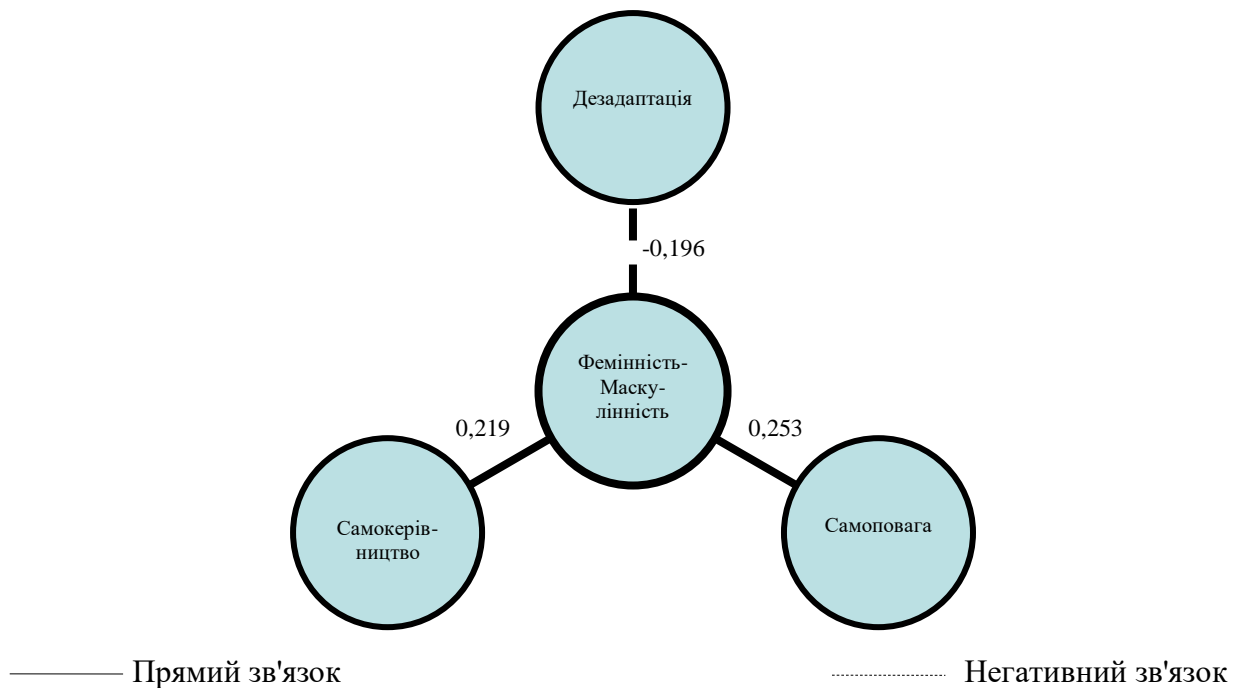 Дезадаптація
-0,196
Фемінність-
Маску-
лінність
0,219
0,253
Самокерів-
ництво
Самоповага
Прямий зв'язок
Негативний зв'язок